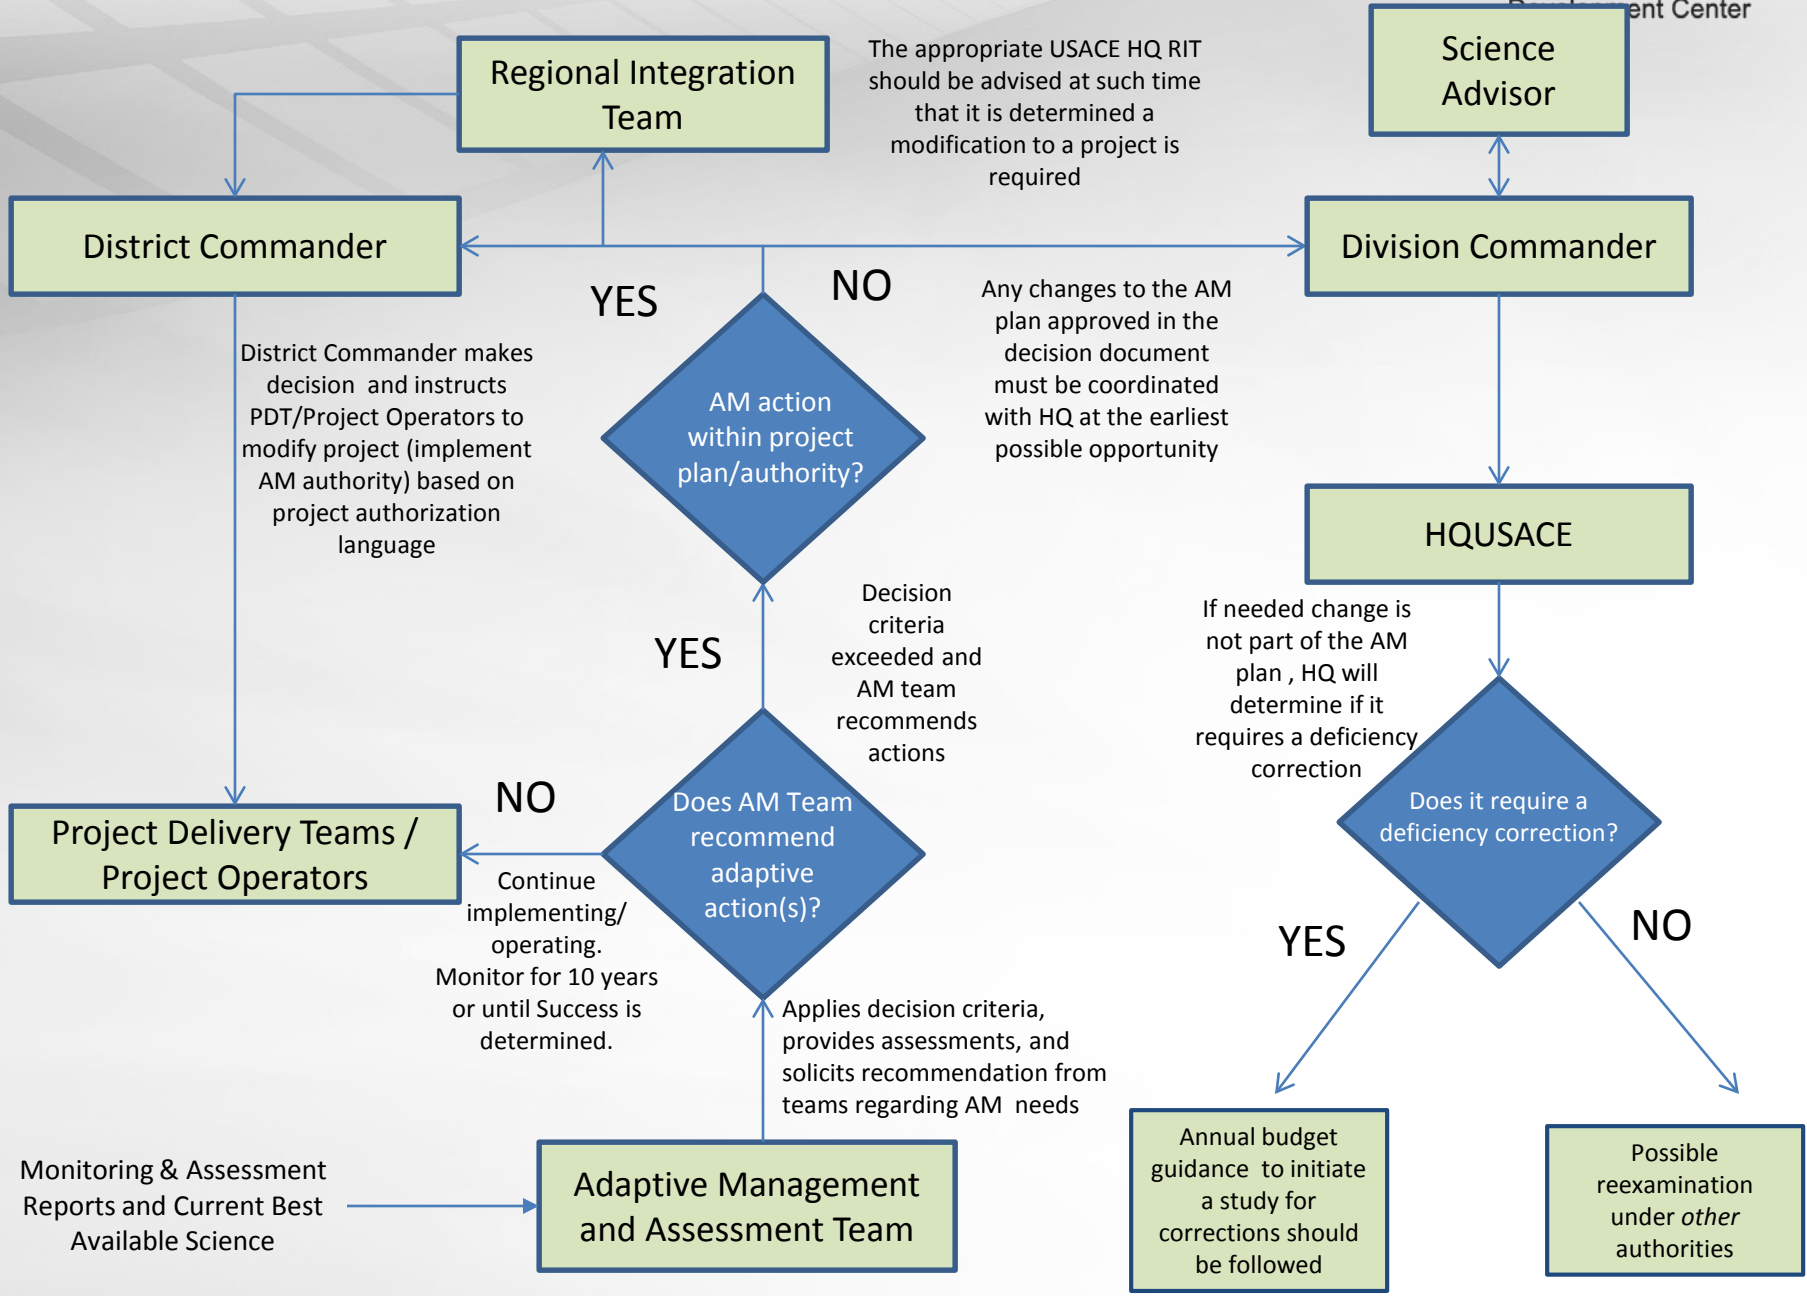 ent Center
Regional Integration
Team
The appropriate USACE HQ RIT
should be advised at such time
that it is determined a
modification to a project is
required
Science
Advisor
District Commander
Division Commander
YES
NO
Any changes to the AM
plan approved in the
decision document
must be coordinated
with HQ at the earliest
possible opportunity
District Commander makes
decision and instructs
PDT/Project Operators to
modify project (implement
AM authority) based on
project authorization
language
AM action
within project
plan/authority?
HQUSACE
Decision
criteria
exceeded and
AM team
recommends
actions
YES
If needed change is
not part of the AM
plan , HQ will
determine if it
requires a deficiency
correction
NO
Does AM Team
recommend
adaptive
action(s)?
Does it require a
deficiency correction?
Project Delivery Teams /
Project Operators
Continue
implementing/
operating.
Monitor for 10 years
or until Success is
determined.
YES
NO
Applies decision criteria,
provides assessments, and
solicits recommendation from
teams regarding AM needs
Monitoring & Assessment
Reports and Current Best
Available Science
Adaptive Management
and Assessment Team
Annual budget
guidance to initiate
a study for
corrections should
be followed
Possible
reexamination
under other
authorities